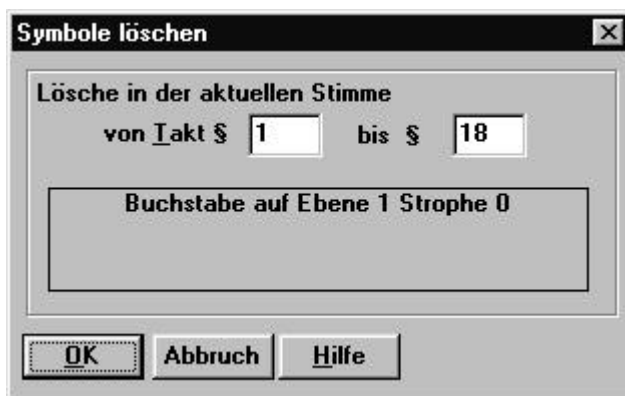 Symbole löschen
Lösche in der aktuellen Stimme
von Takt § 1 bis § 18
Buchstabe auf Ebene 1 Strophe 0
OK Abbruch Hilfe